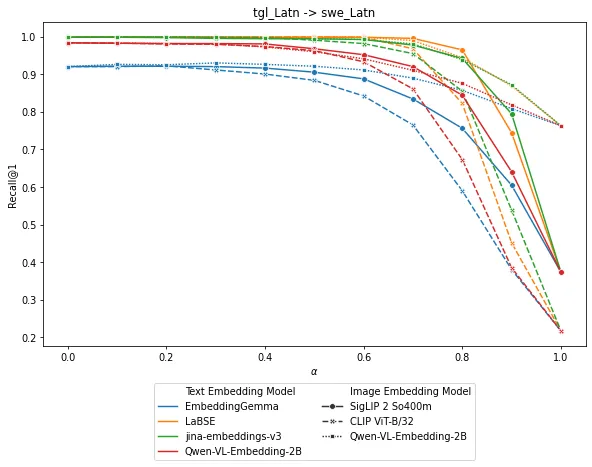 tgl_Latn -> swe_Latn
Recall@1
1.0
0.9
0.8
0.7
0.6
0.5
0.4
0.3
0.2
0.0 0.2 0.4 0.6 0.8 1.0
α
Text Embedding Model Image Embedding Model
EmbeddingGemma SigLIP 2 So400m
LaBSE CLIP ViT-B/32
jina-embeddings-v3 Qwen-VL-Embedding-2B
Qwen-VL-Embedding-2B